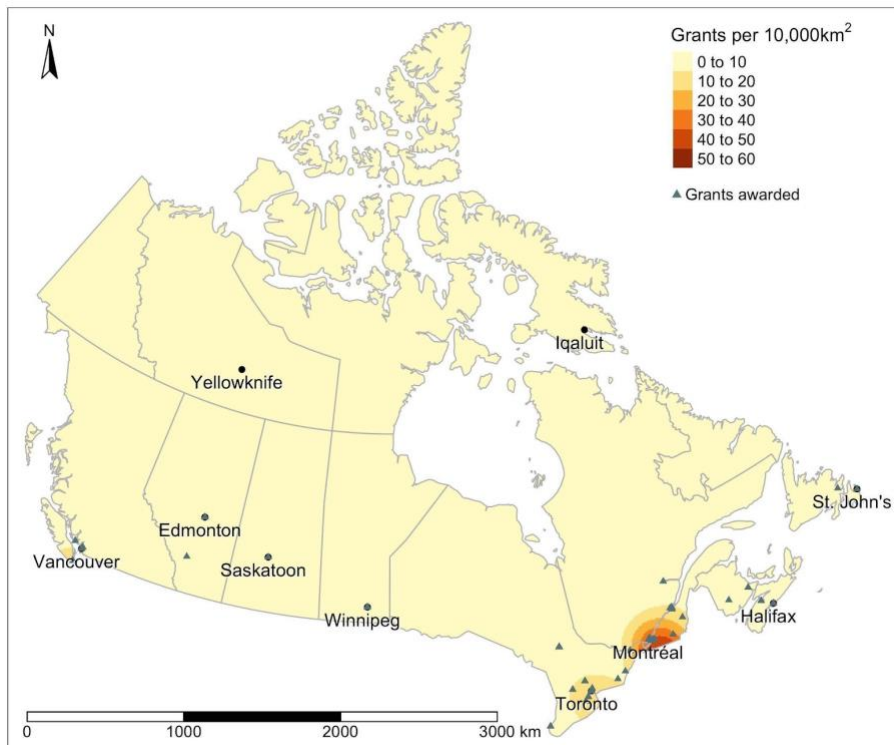 Grants per 10,000km²
N
0 to 10
10 to 20
20 to 30
30 to 40
40 to 50
50 to 60
Grants awarded
Iqaluit
Yellowknife
St. John's
Edmonton
Vancouver
Saskatoon
Winnipeg
Halifax
Montréal
Toronto
0 1000 2000 3000 km